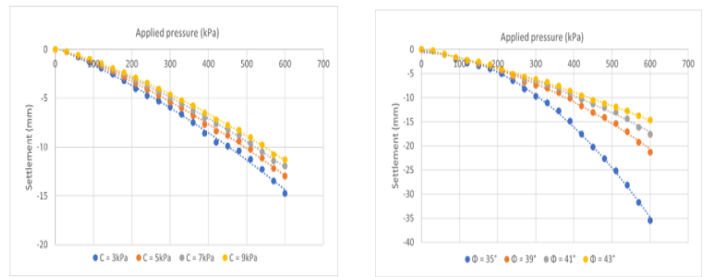 Applied pressure (kPa)
0 100 200 300 400 500 600 700
0
-5
-10
-15
-20
Settlement (mm)
C = 3kPa C = 5kPa C = 7kPa C = 9kPa
Applied pressure (kPa)
0 100 200 300 400 500 600 700
0
-5
-10
-15
-20
-25
-30
-35
-40
Settlement (mm)
Φ = 35° Φ = 39° Φ = 41° Φ = 43°